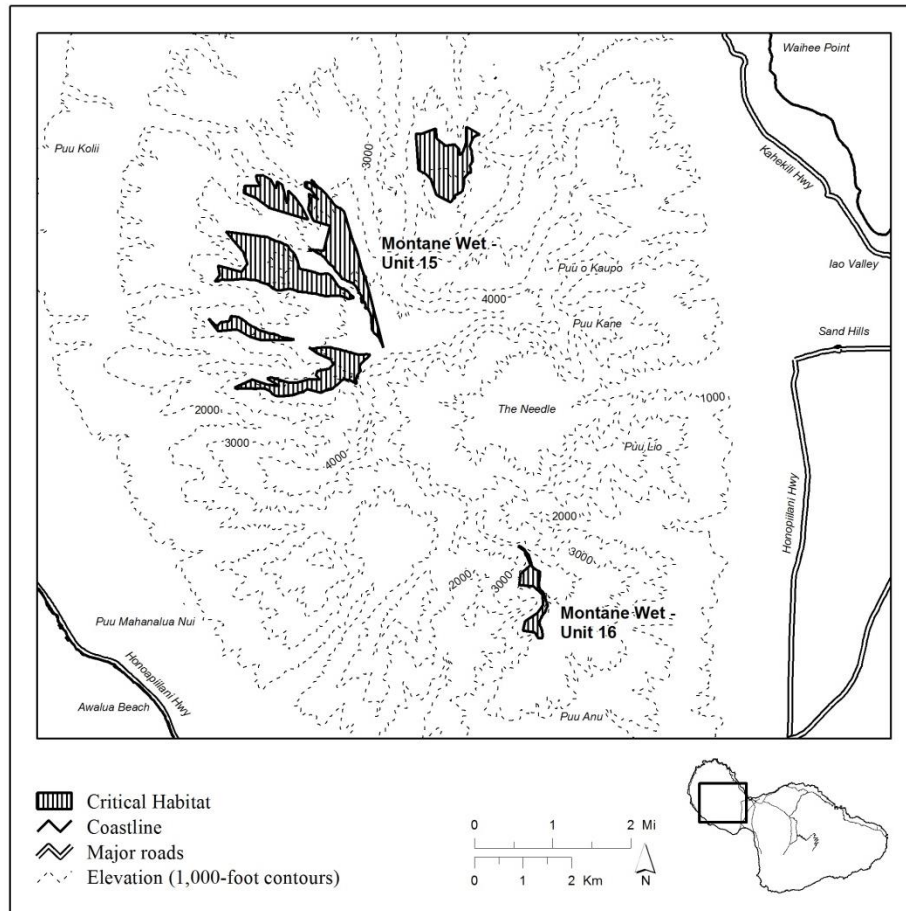 Waihee Point
Puu Kolii
3000
Kahekili Hwy
Montane Wet -
Unit 15
Puu o Kaupo
Iao Valley
4000
Puu Kane
Sand Hills
The Needle
1000
2000
3000
Puu Lio
4000
Honopiilani Hwy
2000
3000
2000
3000
Montane Wet -
Unit 16
Puu Mahanalua Nui
Honoapiilani Hwy
Awalua Beach
Puu Anu
Critical Habitat
Coastline
Major roads
Elevation (1,000-foot contours)
0 1 2 Mi
0 1 2 Km
N